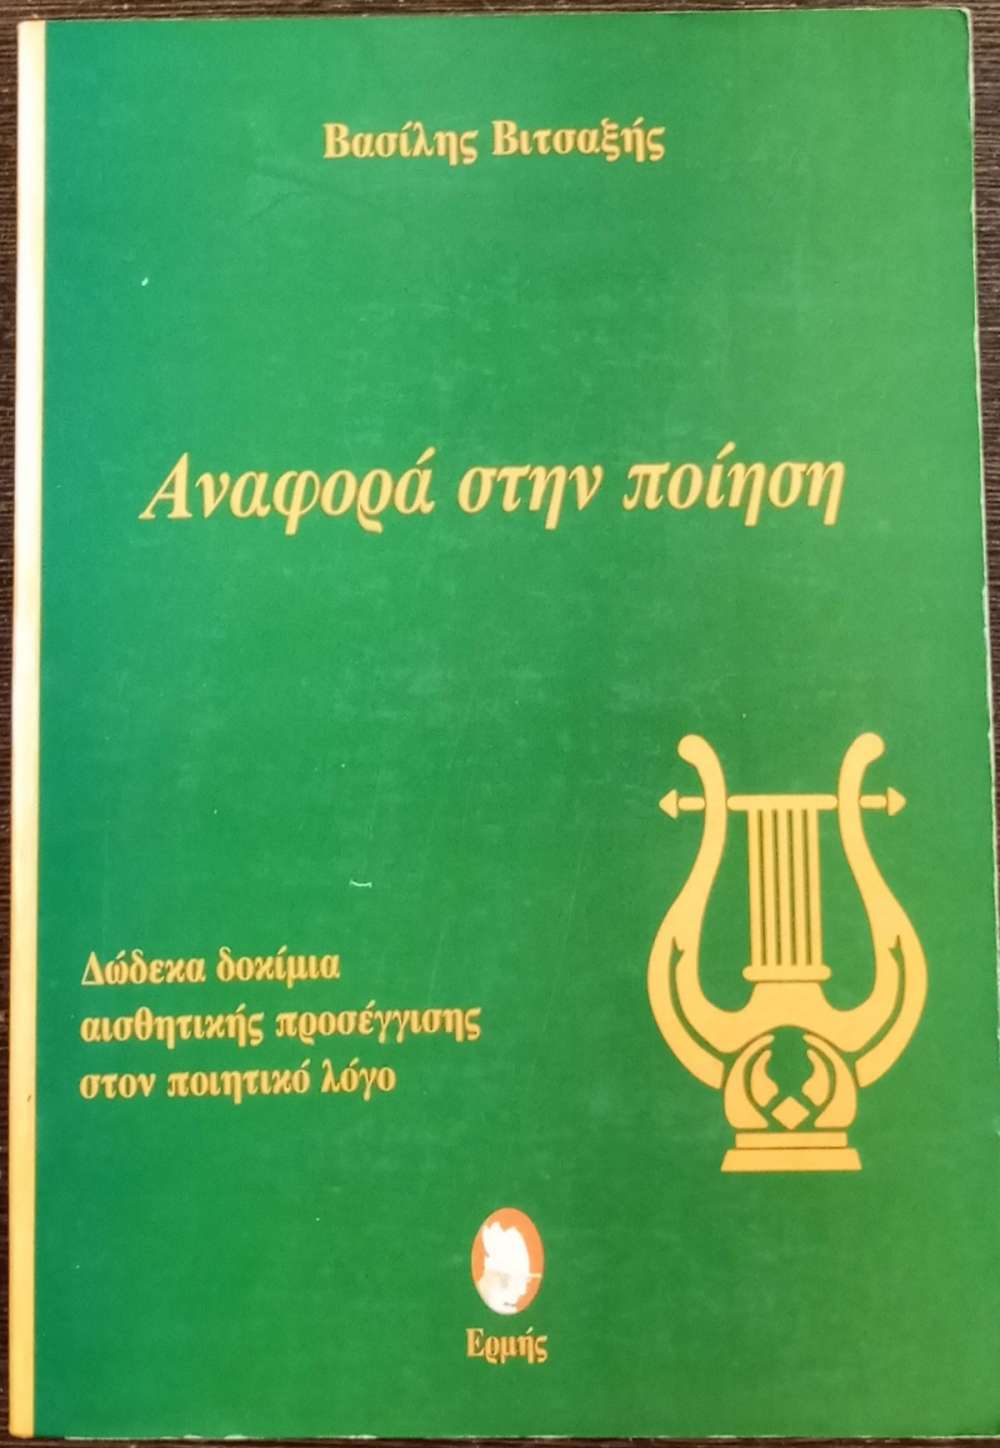 Βασίλης Βιτσαξής
Αναφορά στην ποίηση
Δώδεκα δοκίμια
αισθητικής προσέγγισης
στον ποιητικό λόγο
Ερμής